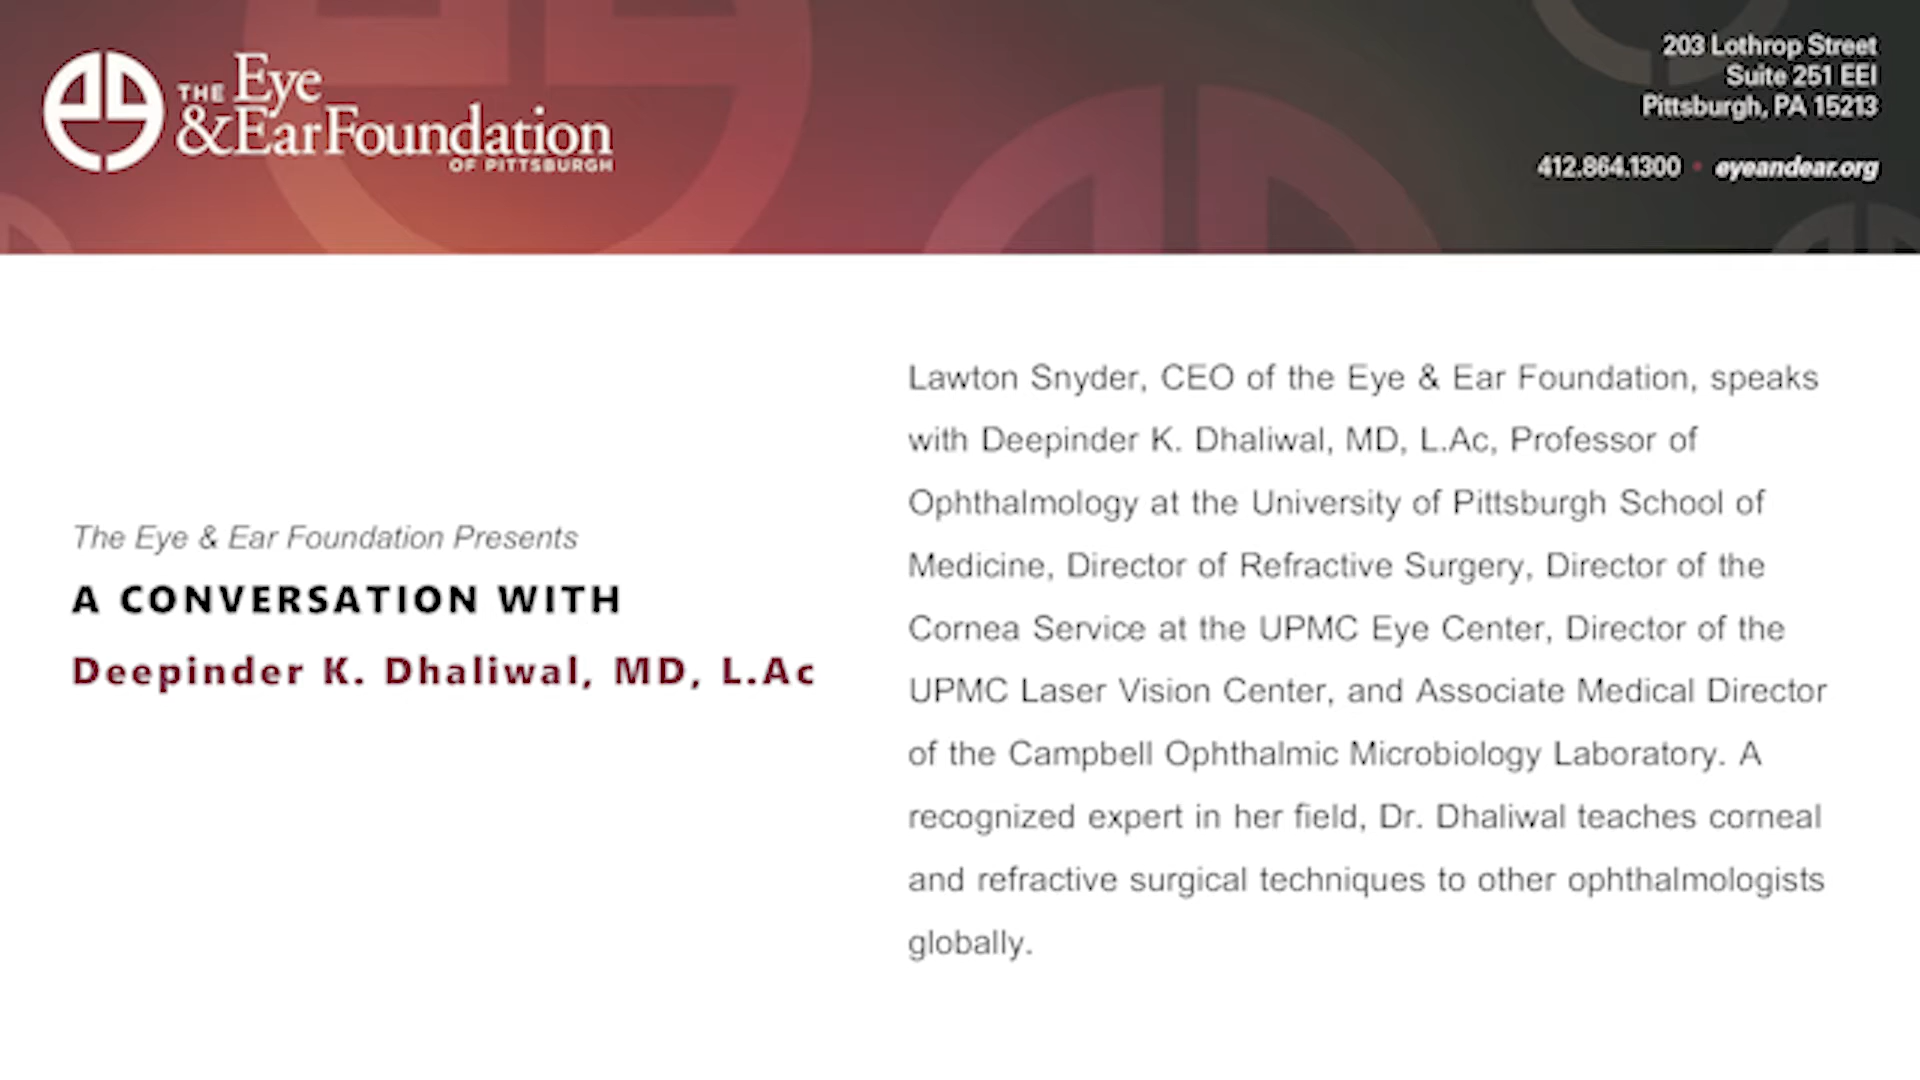 THE Eye
&EarFoundation
OF PITTSBURGH
203 Lothrop Street
Suite 251 EEI
Pittsburgh, PA 15213
412.864.1300 • eyeandear.org
The Eye & Ear Foundation Presents
A CONVERSATION WITH
Deepinder K. Dhaliwal, MD, L.Ac
Lawton Snyder, CEO of the Eye & Ear Foundation, speaks
with Deepinder K. Dhaliwal, MD, L.Ac, Professor of
Ophthalmology at the University of Pittsburgh School of
Medicine, Director of Refractive Surgery, Director of the
Cornea Service at the UPMC Eye Center, Director of the
UPMC Laser Vision Center, and Associate Medical Director
of the Campbell Ophthalmic Microbiology Laboratory. A
recognized expert in her field, Dr. Dhaliwal teaches corneal
and refractive surgical techniques to other ophthalmologists
globally.